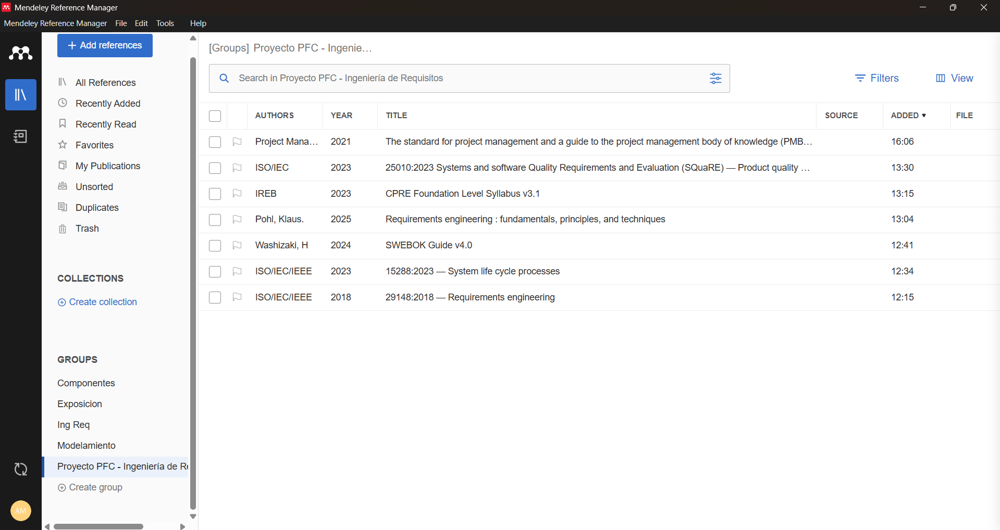 Mendeley Reference Manager
Mendeley Reference Manager File Edit Tools Help
+ Add references
All References
Recently Added
Recently Read
Favorites
My Publications
Unsorted
Duplicates
Trash
COLLECTIONS
Create collection
GROUPS
Componentes
Exposicion
Ing Req
Modelamiento
Proyecto PFC - Ingeniería de Re
Create group
AM
[Groups] Proyecto PFC - Ingenie...
Search in Proyecto PFC - Ingeniería de Requisitos
Filters
View
AUTHORS YEAR TITLE SOURCE ADDED FILE
Project Mana... 2021 The standard for project management and a guide to the project management body of knowledge (PMB... 16:06
ISO/IEC 2023 25010:2023 Systems and software Quality Requirements and Evaluation (SQuaRE) — Product quality ... 13:30
IREB 2023 CPRE Foundation Level Syllabus v3.1 13:15
Pohl, Klaus. 2025 Requirements engineering : fundamentals, principles, and techniques 13:04
Washizaki, H 2024 SWEBOK Guide v4.0 12:41
ISO/IEC/IEEE 2023 15288:2023 — System life cycle processes 12:34
ISO/IEC/IEEE 2018 29148:2018 — Requirements engineering 12:15